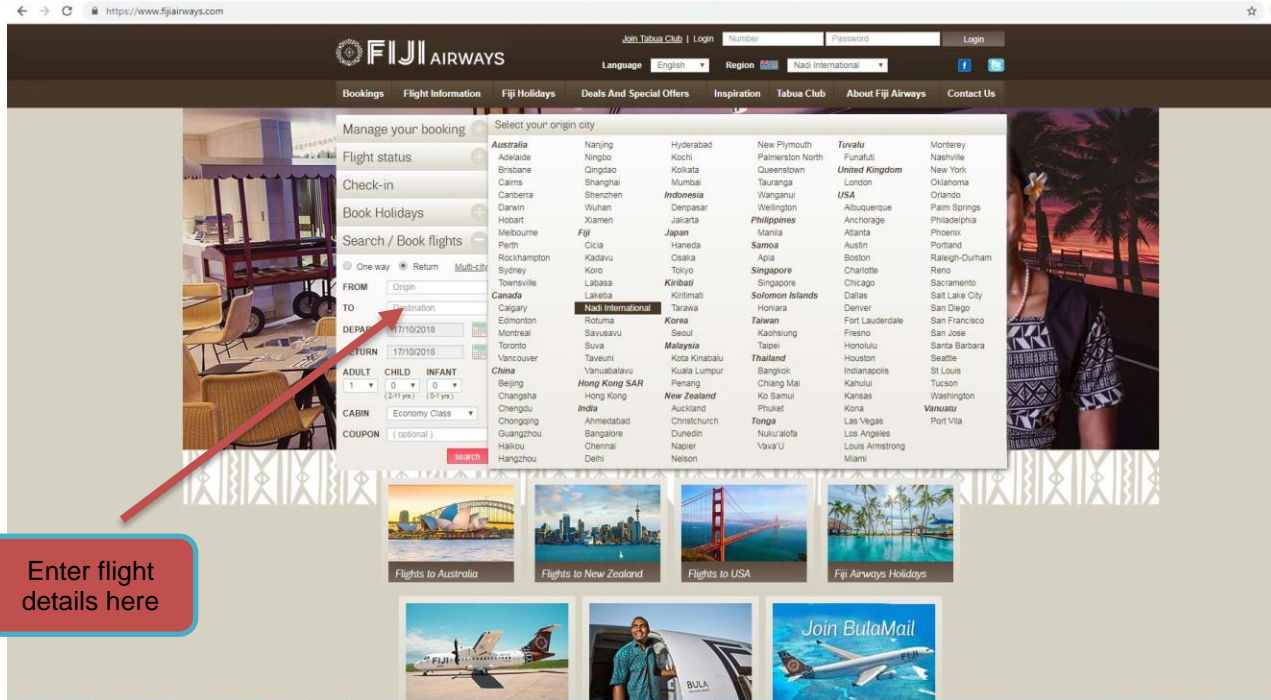 https://www.fijiairways.com
FIJI AIRWAYS
Join Tabua Club | Login Number Password Login
Language English Region Nadi International
Bookings Flight Information Fiji Holidays Deals And Special Offers Inspiration Tabua Club About Fiji Airways Contact Us
Manage your booking
Flight status
Check-in
Book Holidays
Search / Book flights
One way Return Multi-city
FROM Origin
TO Destination
DEPART 17/10/2018
RETURN 17/10/2018
ADULT CHILD INFANT
1 0 0
( 2-11 yrs ) ( 0-1 yrs )
CABIN Economy Class
COUPON ( optional )
search
Select your origin city
Australia
Adelaide
Brisbane
Cairns
Canberra
Darwin
Hobart
Melbourne
Perth
Rockhampton
Sydney
Townsville
Canada
Calgary
Edmonton
Montreal
Toronto
Vancouver
China
Beijing
Changsha
Chengdu
Chongqing
Guangzhou
Haikou
Hangzhou
Nanjing
Ningbo
Qingdao
Shanghai
Shenzhen
Wuhan
Xiamen
Fiji
Cicia
Kadavu
Koro
Labasa
Lakeba
Nadi International
Rotuma
Savusavu
Suva
Taveuni
Vanuabalavu
Hong Kong SAR
Hong Kong
India
Ahmedabad
Bangalore
Chennai
Delhi
Hyderabad
Kochi
Kolkata
Mumbai
Indonesia
Denpasar
Jakarta
Japan
Haneda
Osaka
Tokyo
Kiribati
Kiritimati
Tarawa
Korea
Seoul
Malaysia
Kota Kinabalu
Kuala Lumpur
Penang
New Zealand
Auckland
Christchurch
Dunedin
Napier
Nelson
New Plymouth
Palmerston North
Queenstown
Tauranga
Wanganui
Wellington
Philippines
Manila
Samoa
Apia
Singapore
Singapore
Solomon Islands
Honiara
Taiwan
Kaohsiung
Taipei
Thailand
Bangkok
Chiang Mai
Ko Samui
Phuket
Tonga
Nuku'alofa
Vava'U
Tuvalu
Funafuti
United Kingdom
London
USA
Albuquerque
Anchorage
Atlanta
Austin
Boston
Charlotte
Chicago
Dallas
Denver
Fort Lauderdale
Fresno
Honolulu
Houston
Indianapolis
Kahului
Kansas
Kona
Las Vegas
Los Angeles
Louis Armstrong
Miami
Monterey
Nashville
New York
Oklahoma
Orlando
Palm Springs
Philadelphia
Phoenix
Portland
Raleigh-Durham
Reno
Sacramento
Salt Lake City
San Diego
San Francisco
San Jose
Santa Barbara
Seattle
St Louis
Tucson
Washington
Vanuatu
Port Vila
Enter flight
details here
Flights to Australia
Flights to New Zealand
Flights to USA
Fiji Airways Holidays
FIJI
BULA
Join BulaMail
FIJI